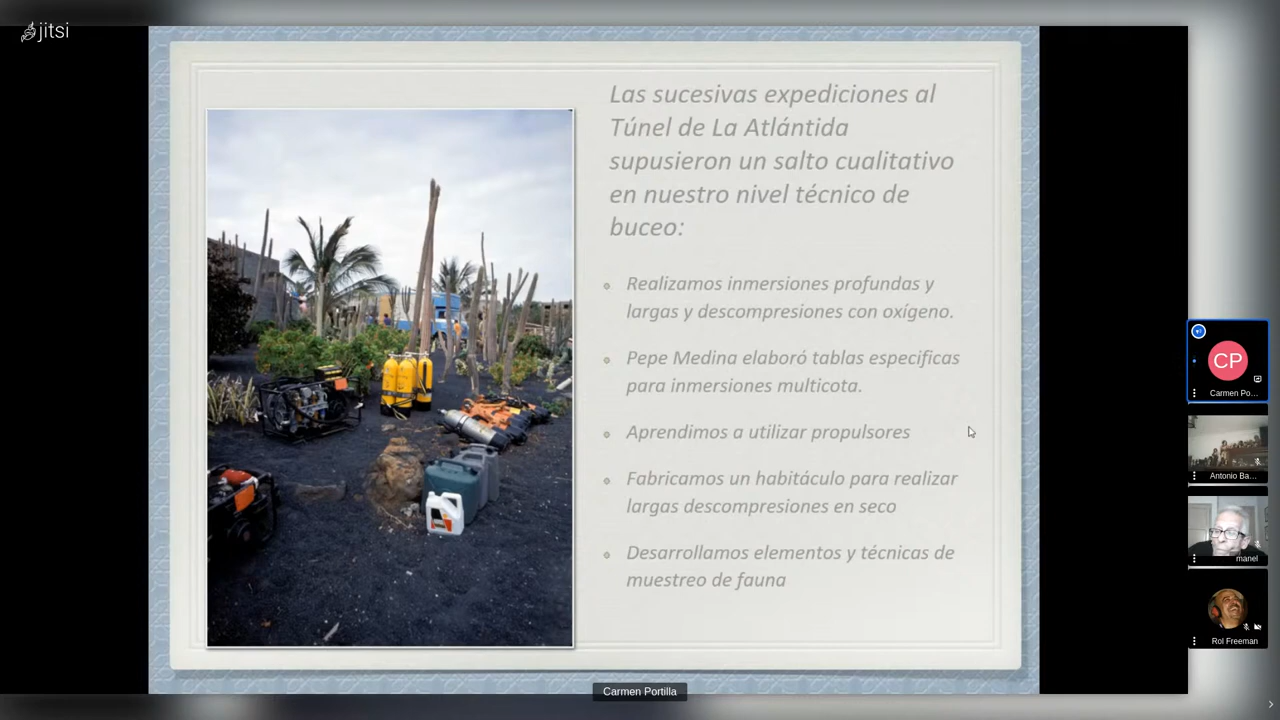 jitsi
Las sucesivas expediciones al
Túnel de La Atlántida
supusieron un salto cualitativo
en nuestro nivel técnico de
buceo:
Realizamos inmersiones profundas y
largas y descompresiones con oxígeno.
Pepe Medina elaboró tablas especificas
para inmersiones multicota.
Aprendimos a utilizar propulsores
Fabricamos un habitáculo para realizar
largas descompresiones en seco
Desarrollamos elementos y técnicas de
muestreo de fauna
CP
Carmen Po...
Antonio Ba...
manel
Rol Freeman
Carmen Portilla